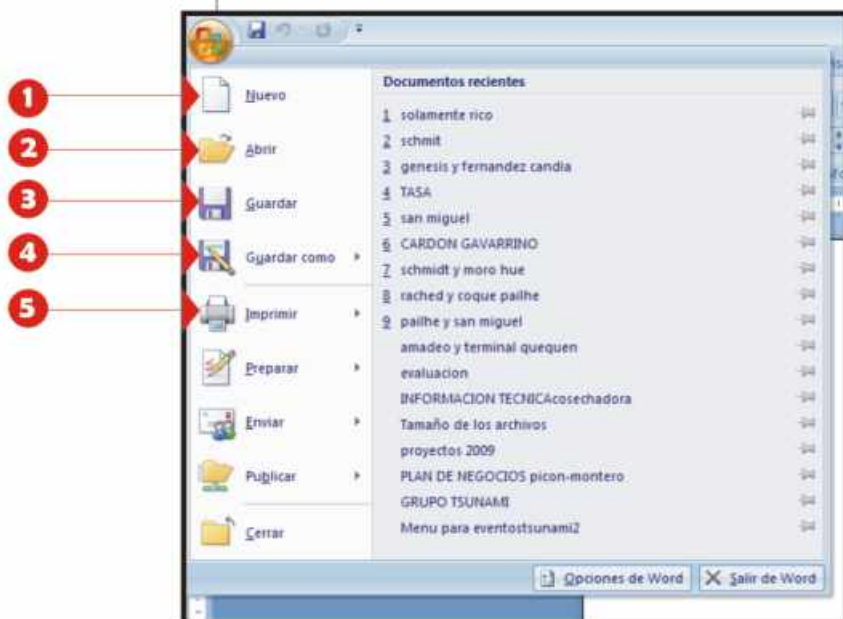 1
Nuevo
2
Abrir
3
Guardar
4
Guardar como
5
Imprimir
Preparar
Enviar
Publicar
Cerrar
Documentos recientes
1 solamente rico
2 schmit
3 genesis y fernandez candia
4 TASA
5 san miguel
6 CARDON GAVARRINO
7 schmidt y moro hue
8 rached y coque pailhe
9 pailhe y san miguel
amadeo y terminal quequen
evaluacion
INFORMACION TECNICAcosechadora
Tamaño de los archivos
proyectos 2009
PLAN DE NEGOCIOS picon-montero
GRUPO TSUNAMI
Menu para eventostsunami2
Opciones de Word
Salir de Word